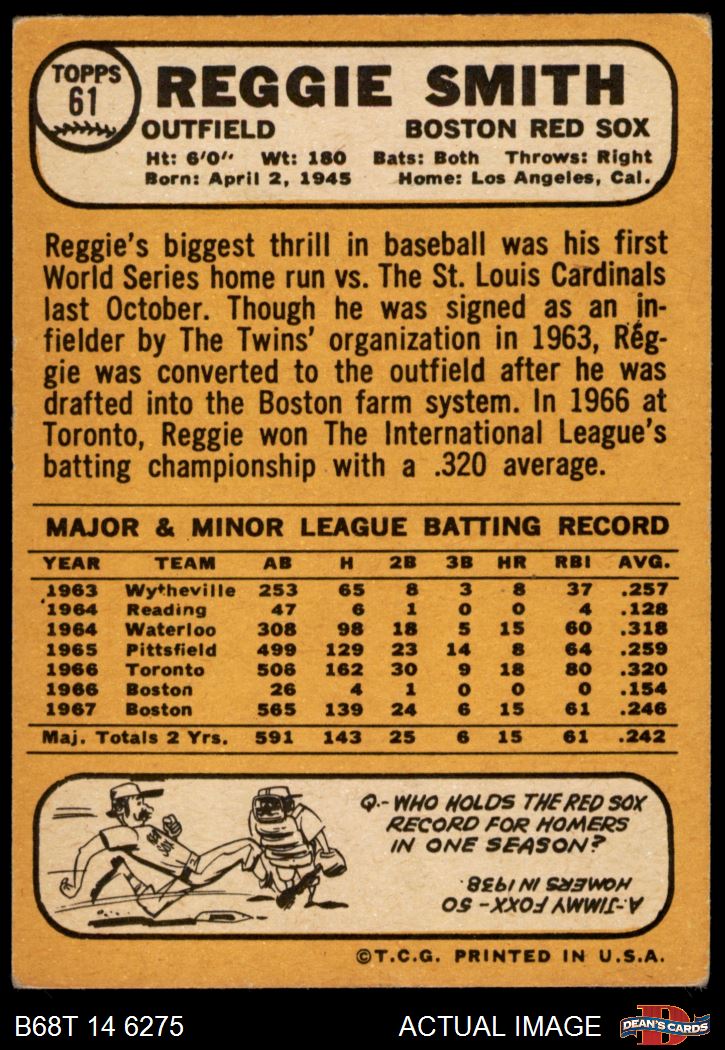 TOPPS
61
REGGIE SMITH
OUTFIELD BOSTON RED SOX
Ht: 6'0" Wt: 180 Bats: Both Throws: Right
Born: April 2, 1945 Home: Los Angeles, Cal.
Reggie's biggest thrill in baseball was his first
World Series home run vs. The St. Louis Cardinals
last October. Though he was signed as an in-
fielder by The Twins' organization in 1963, Reg-
gie was converted to the outfield after he was
drafted into the Boston farm system. In 1966 at
Toronto, Reggie won The International League's
batting championship with a .320 average.
MAJOR & MINOR LEAGUE BATTING RECORD
YEAR TEAM AB H 2B 3B HR RBI AVG.
1963 Wytheville 253 65 8 3 8 37 .257
1964 Reading 47 6 1 0 0 4 .128
1964 Waterloo 308 98 18 5 15 60 .318
1965 Pittsfield 499 129 23 14 8 64 .259
1966 Toronto 506 162 30 9 18 80 .320
1966 Boston 26 4 1 0 0 0 .154
1967 Boston 565 139 24 6 15 61 .246
Maj. Totals 2 Yrs. 591 143 25 6 15 61 .242
RED
SOX
Q.-WHO HOLDS THE RED SOX
RECORD FOR HOMERS
IN ONE SEASON?
A-JIMMY FOXX-50
HOMERS IN 1938.
©T.C.G. PRINTED IN U.S.A.
B68T 14 6275 ACTUAL IMAGE
D
DEAN'S CARDS